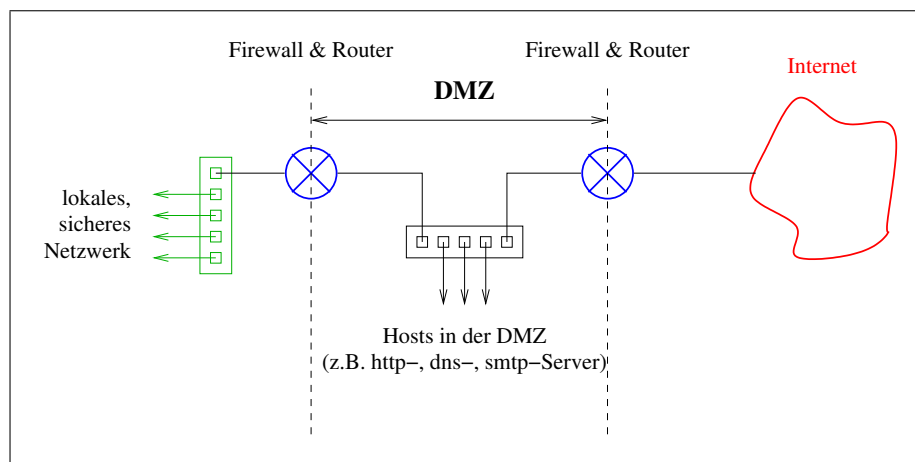 Firewall & Router
Firewall & Router
Internet
DMZ
lokales,
sicheres
Netzwerk
Hosts in der DMZ
(z.B. http−, dns−, smtp−Server)